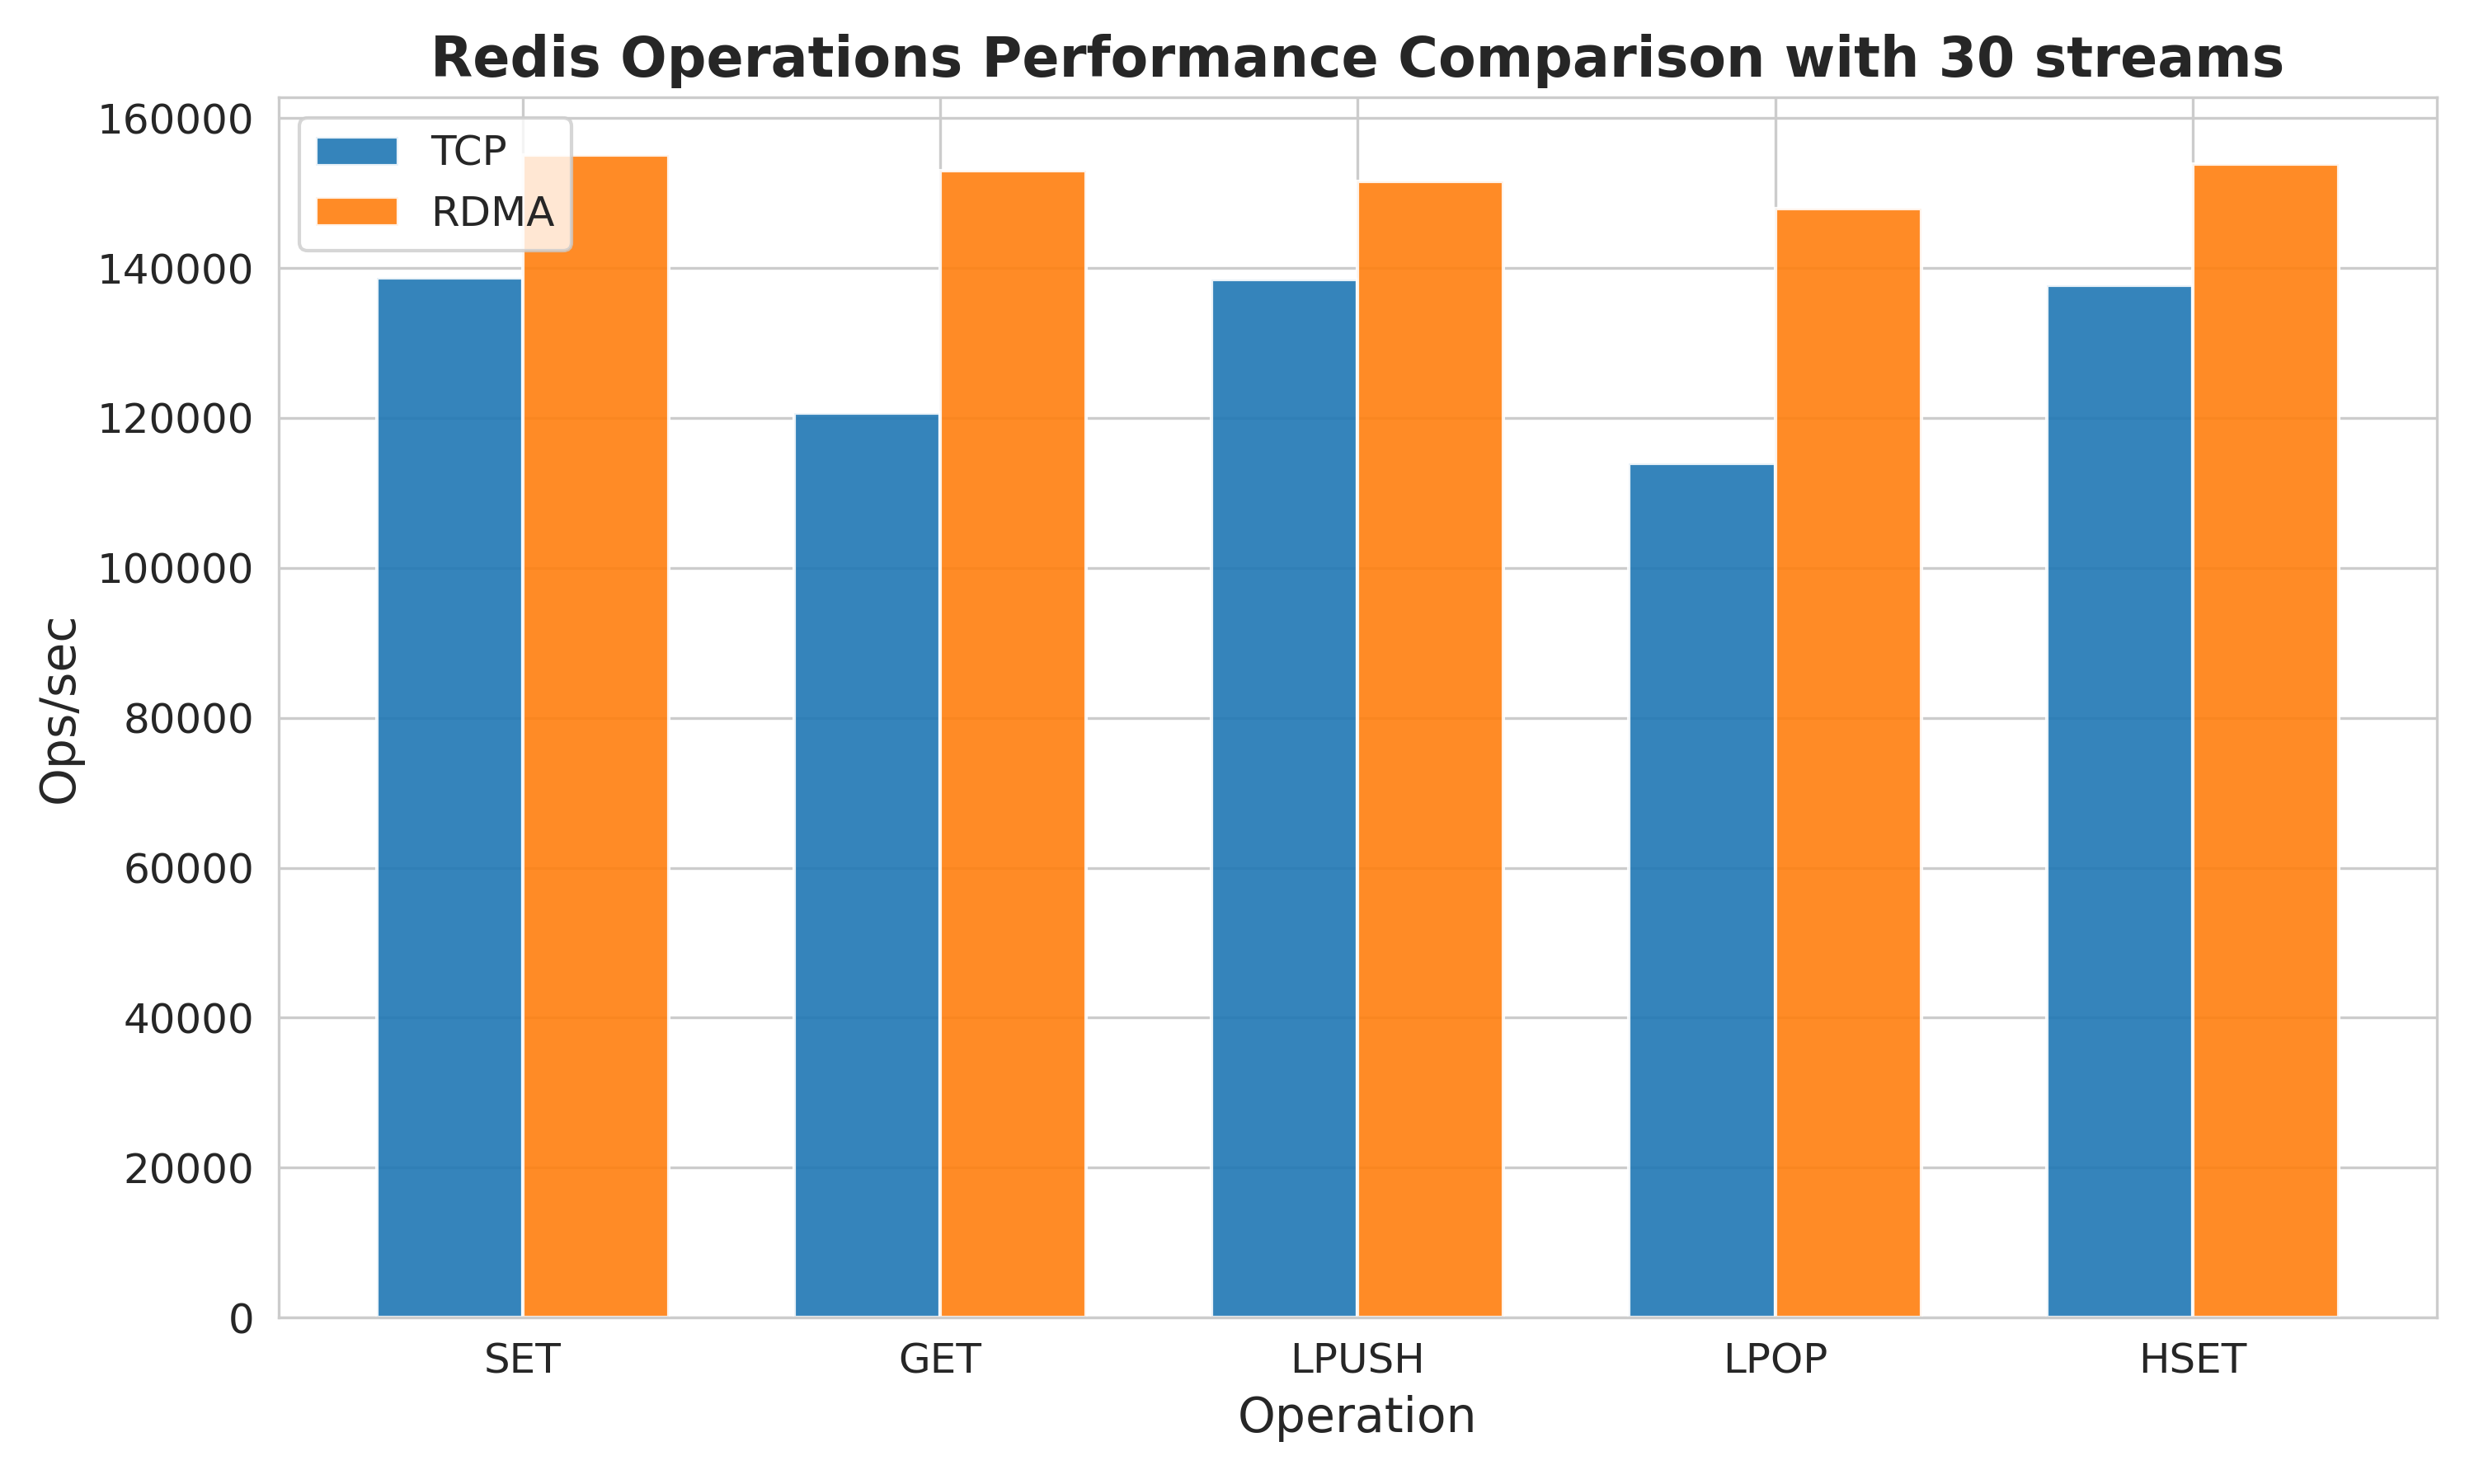 Redis Operations Performance Comparison with 30 streams
160000
140000
120000
100000
80000
60000
40000
20000
0
Ops/sec
TCP
RDMA
SET
GET
LPUSH
LPOP
HSET
Operation